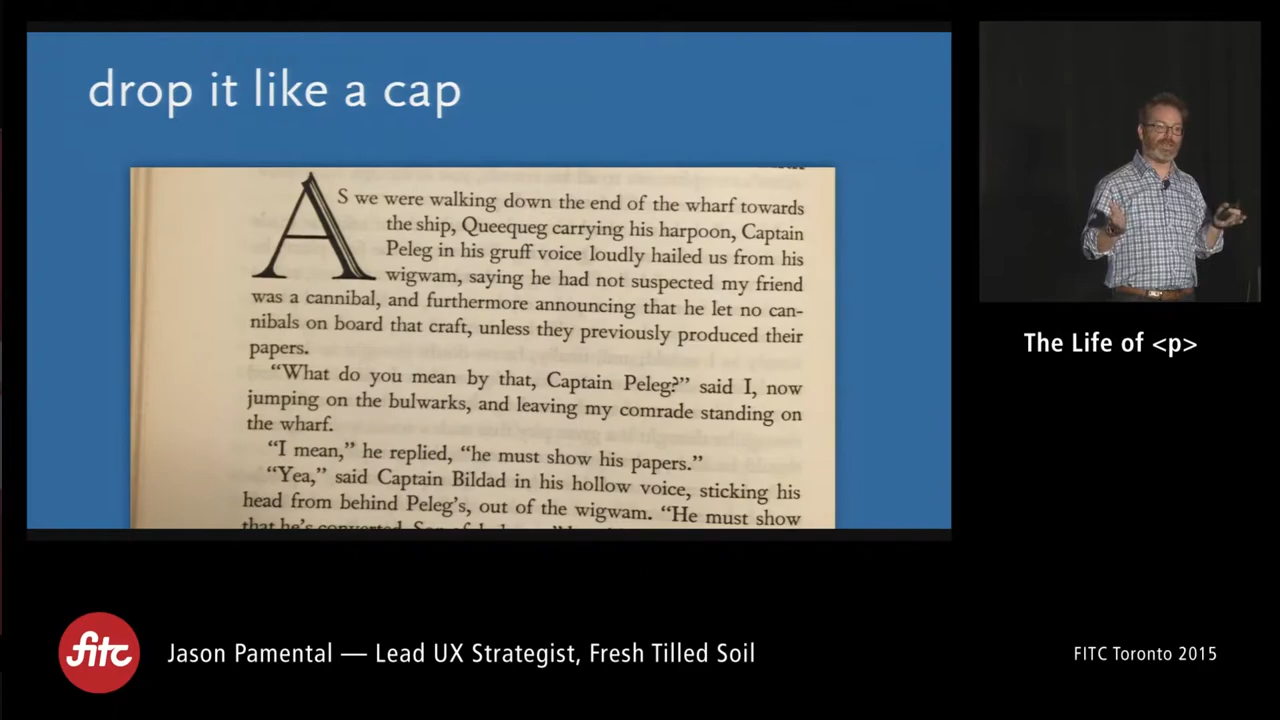 drop it like a cap
AS we were walking down the end of the wharf towards
the ship, Queequeg carrying his harpoon, Captain
Peleg in his gruff voice loudly hailed us from his
wigwam, saying he had not suspected my friend
was a cannibal, and furthermore announcing that he let no can-
nibals on board that craft, unless they previously produced their
papers.
“What do you mean by that, Captain Peleg?” said I, now
jumping on the bulwarks, and leaving my comrade standing on
the wharf.
“I mean,” he replied, “he must show his papers.”
“Yea,” said Captain Bildad in his hollow voice, sticking his
head from behind Peleg’s, out of the wigwam. “He must show
that he’s converted.
The Life of <p>
fitc
Jason Pamental — Lead UX Strategist, Fresh Tilled Soil
FITC Toronto 2015